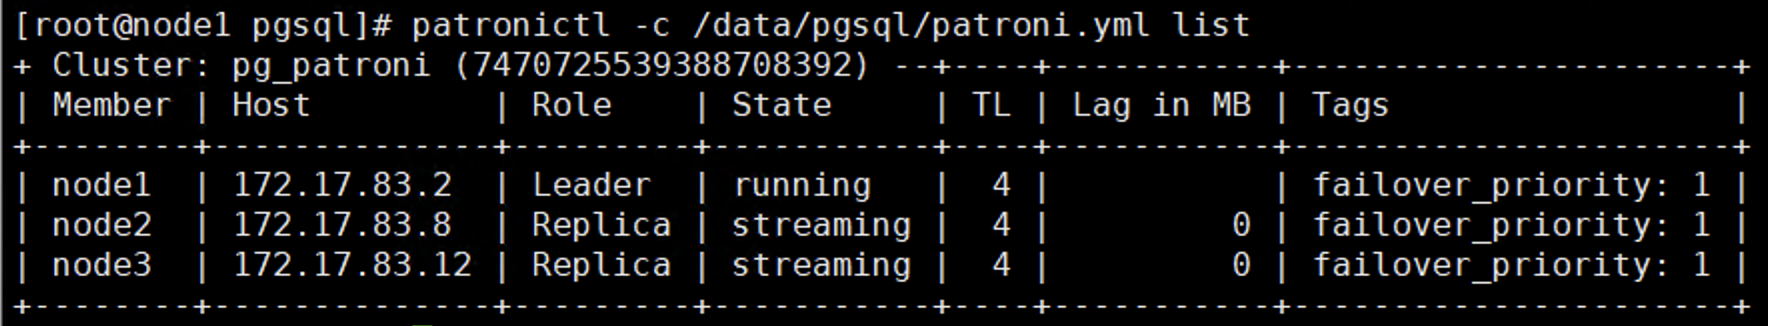 [root@node1 pgsql]# patronictl -c /data/pgsql/patroni.yml list
+ Cluster: pg_patroni (7470725539388708392) --+----+-----------+----------------------+
| Member | Host         | Role    | State     | TL | Lag in MB | Tags                 |
+--------+--------------+---------+-----------+----+-----------+----------------------+
| node1  | 172.17.83.2  | Leader  | running   |  4 |           | failover_priority: 1 |
| node2  | 172.17.83.8  | Replica | streaming |  4 |         0 | failover_priority: 1 |
| node3  | 172.17.83.12 | Replica | streaming |  4 |         0 | failover_priority: 1 |
+--------+--------------+---------+-----------+----+-----------+----------------------+